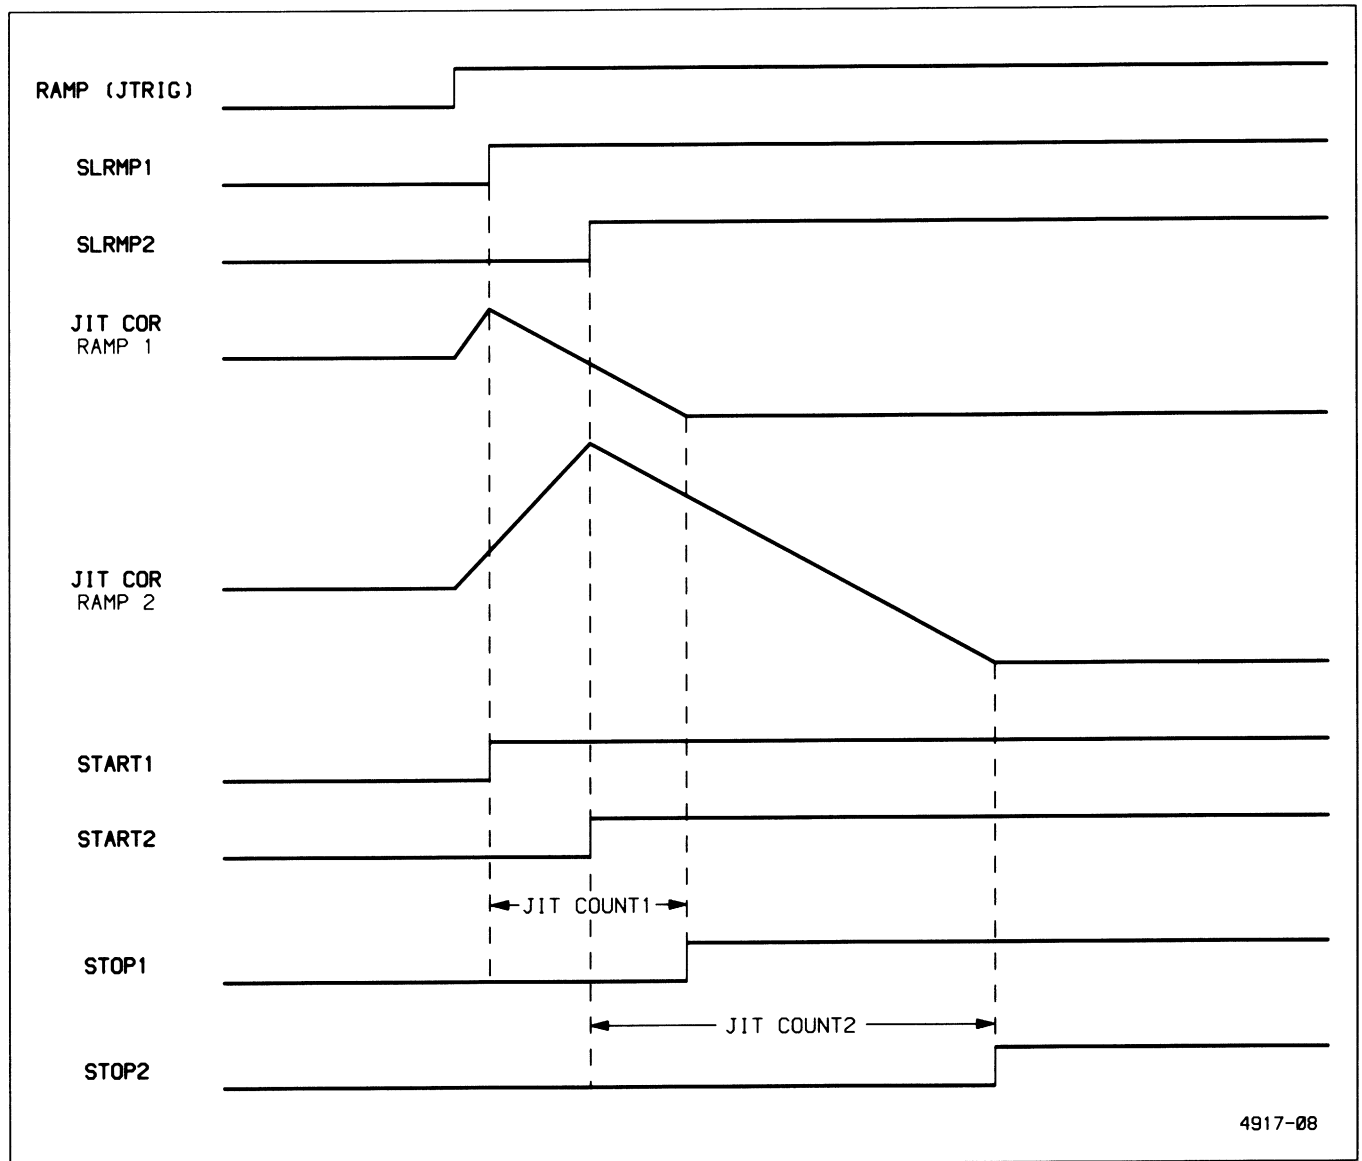 RAMP (JTRIG)
SLRMP1
SLRMP2
JIT COR
RAMP 1
JIT COR
RAMP 2
START1
START2
JIT COUNT1
STOP1
JIT COUNT2
STOP2
4917-08